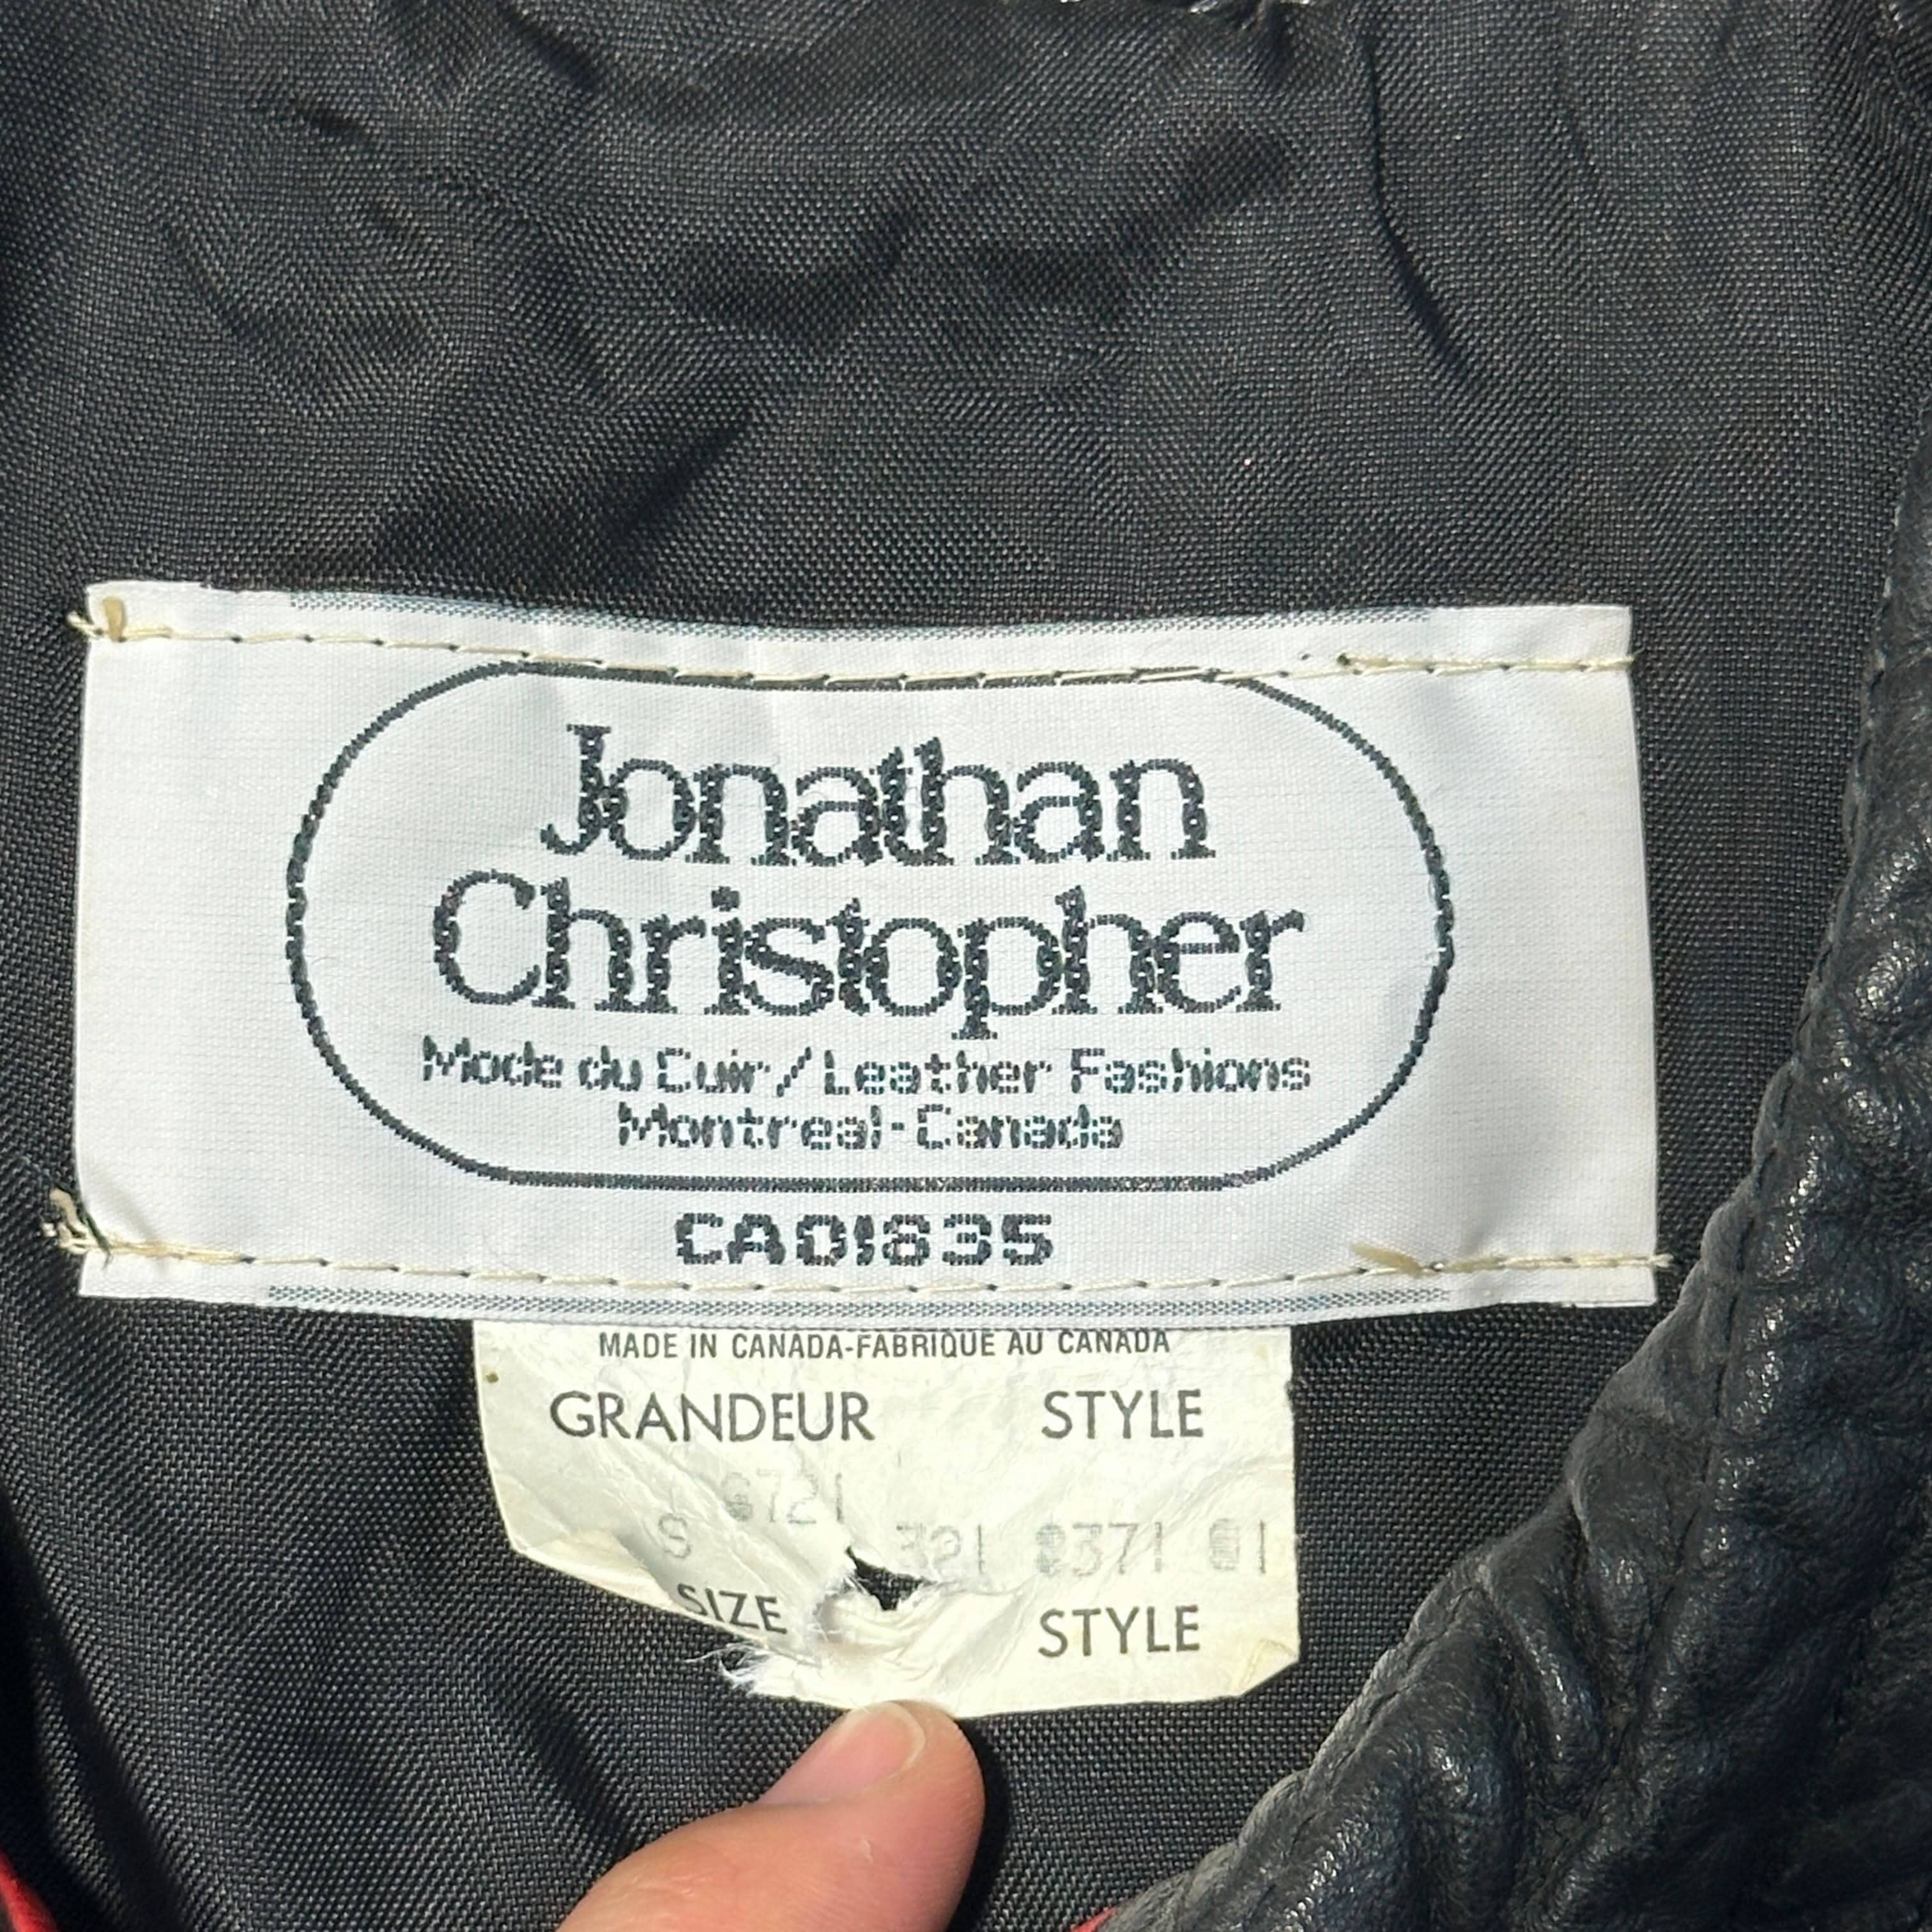 Jonathan
Christopher
Mode du Cuir/Leather Fashions
Montreal-Canada
CA01835
MADE IN CANADA-FABRIQUE AU CANADA
GRANDEUR STYLE
S
SIZE STYLE